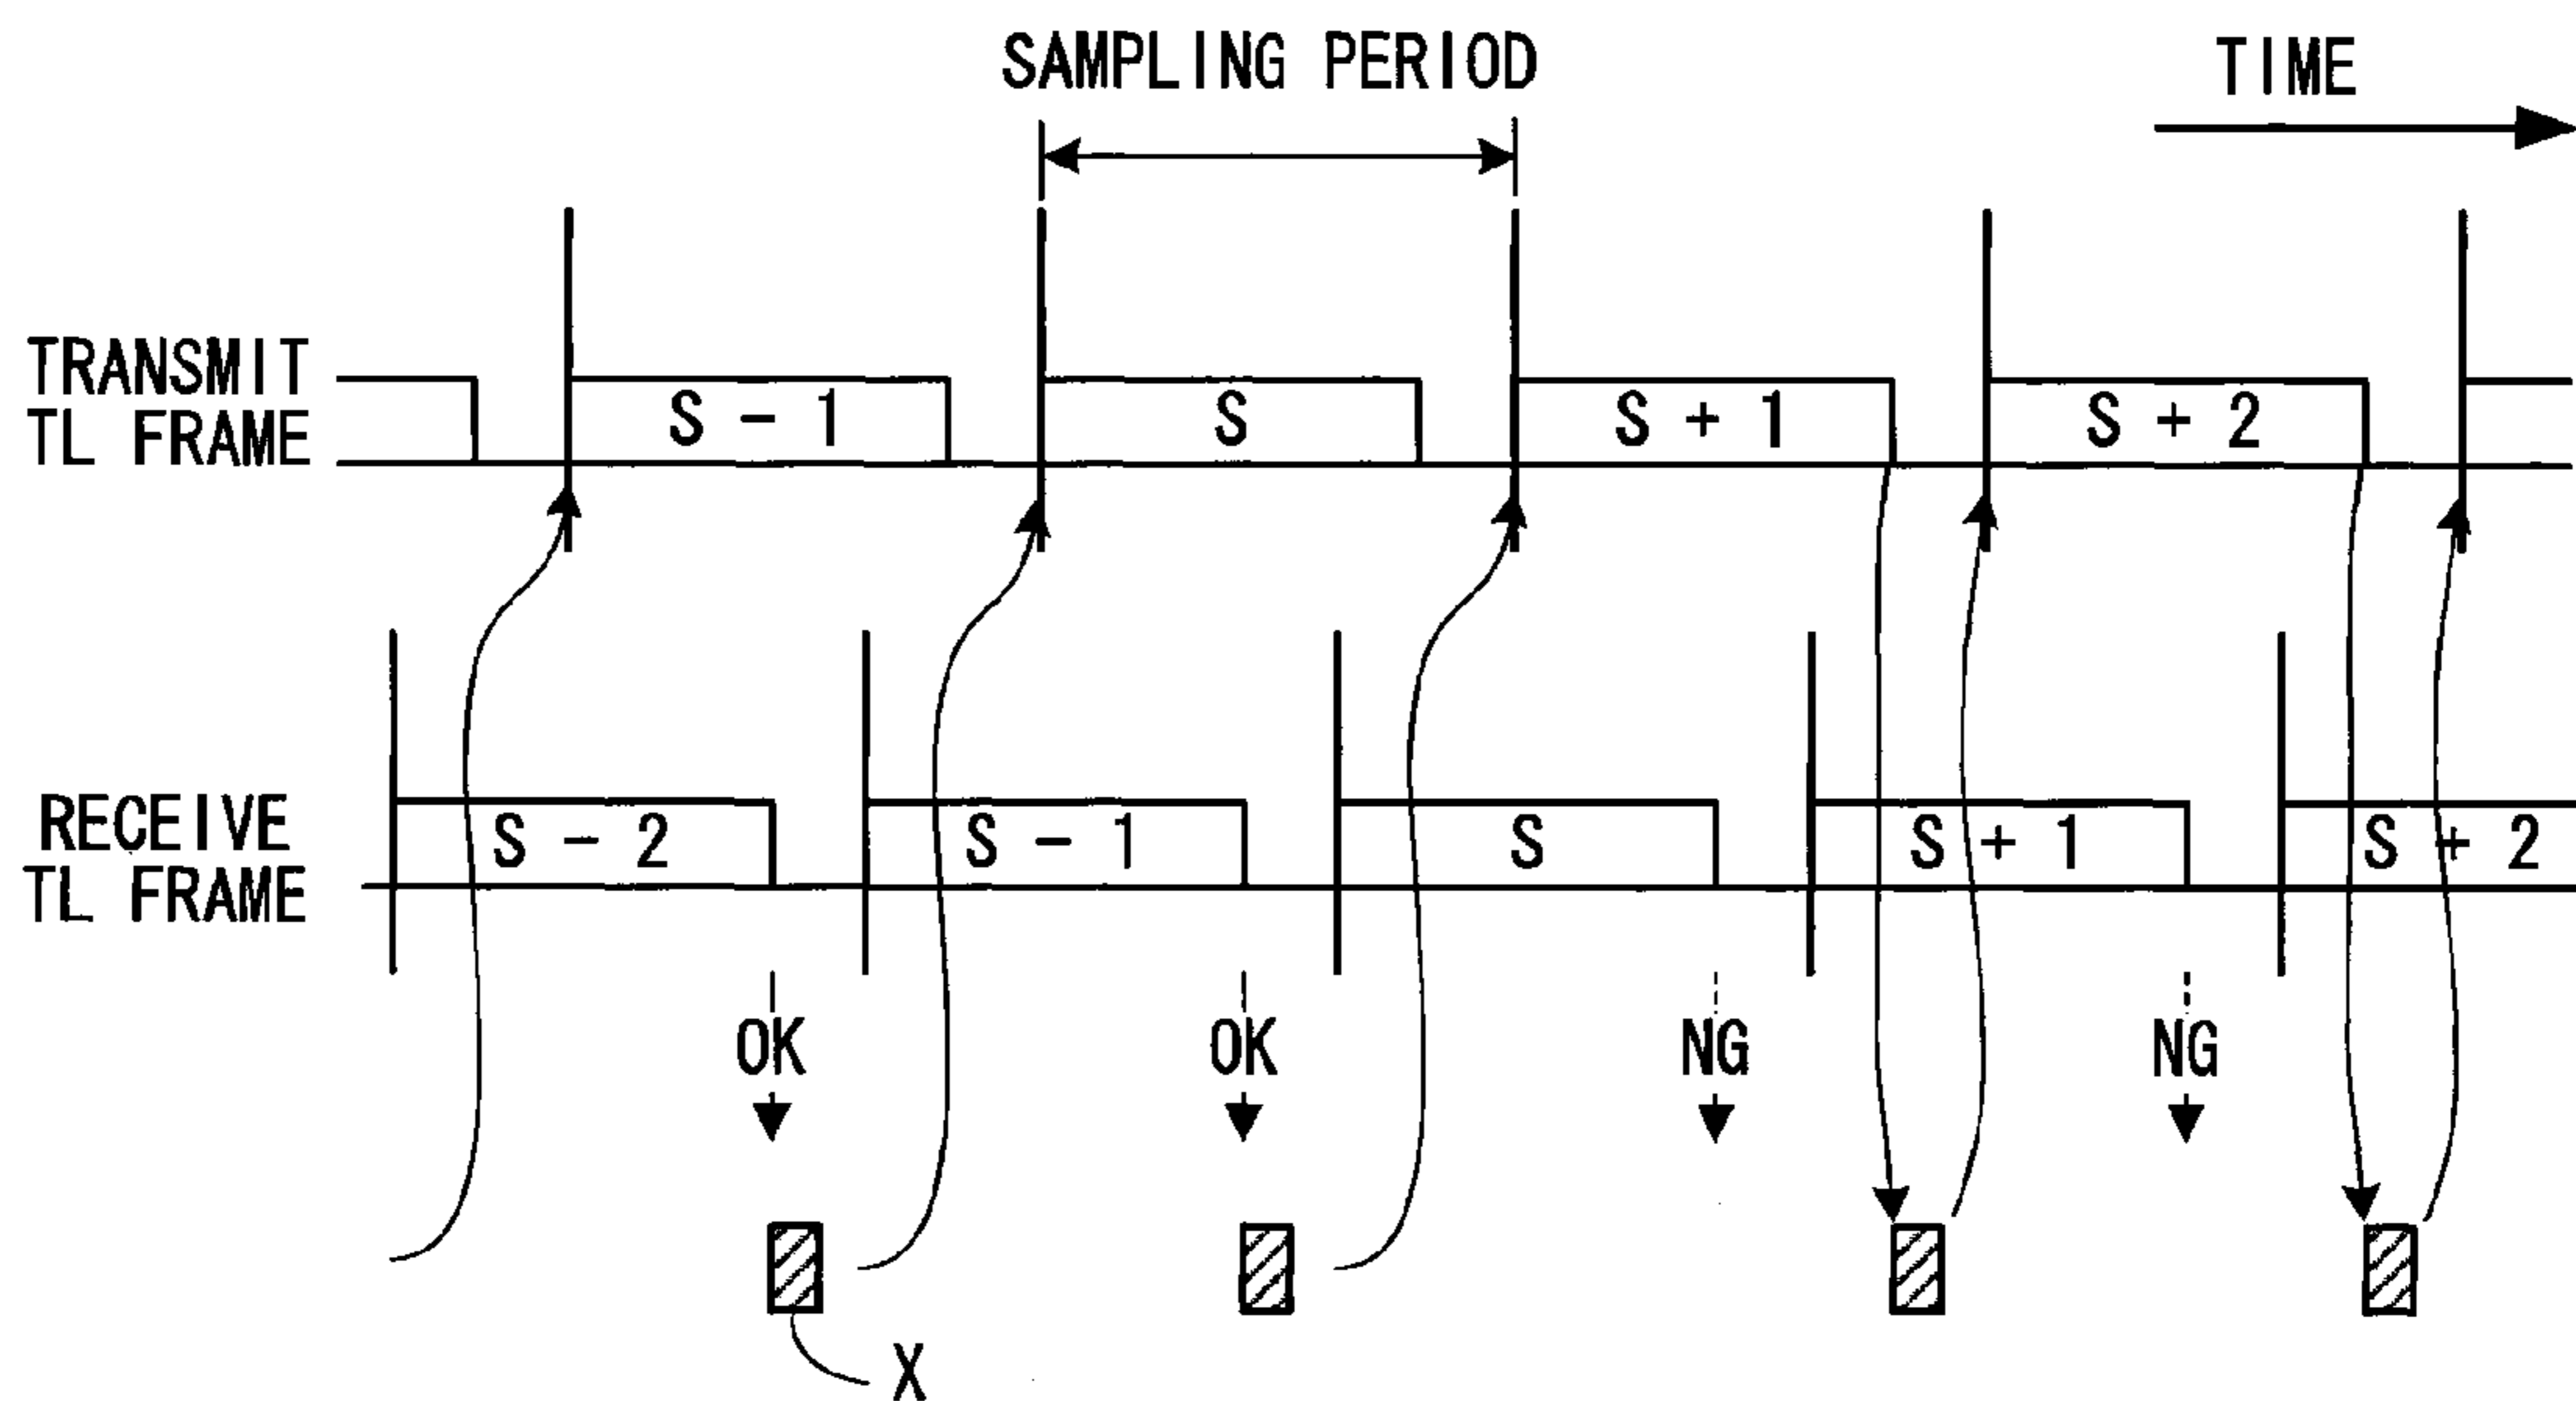 SAMPLING PERIOD
TIME
TRANSMIT
TL FRAME
S - 1
S
S + 1
S + 2
RECEIVE
TL FRAME
S - 2
S - 1
S
S + 1
S + 2
OK
OK
NG
NG
X